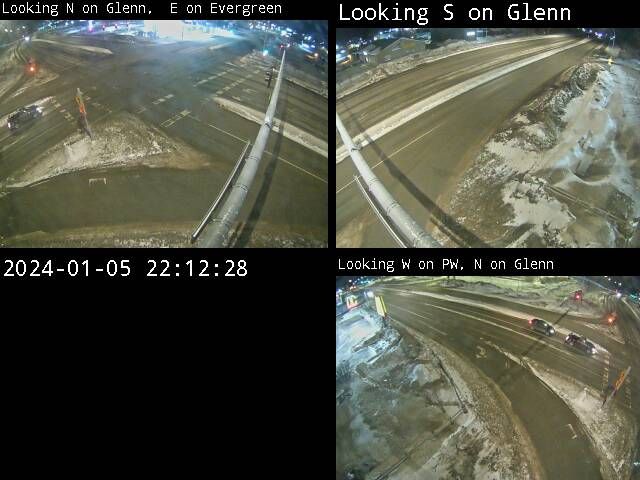 Looking N on Glenn, E on Evergreen
Looking S on Glenn
2024-01-05 22:12:28
Looking W on PW, N on Glenn